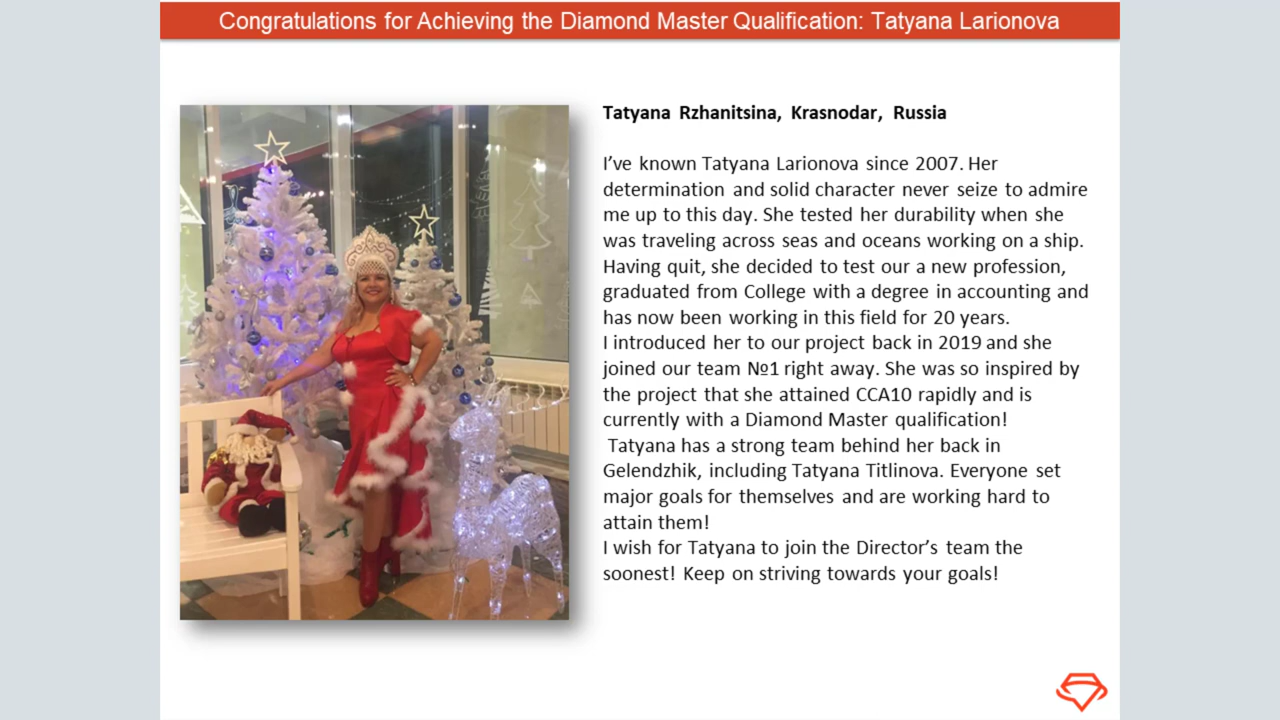 Congratulations for Achieving the Diamond Master Qualification: Tatyana Larionova
Tatyana Rzhanitsina, Krasnodar, Russia
I’ve known Tatyana Larionova since 2007. Her
determination and solid character never seize to admire
me up to this day. She tested her durability when she
was traveling across seas and oceans working on a ship.
Having quit, she decided to test our a new profession,
graduated from College with a degree in accounting and
has now been working in this field for 20 years.
I introduced her to our project back in 2019 and she
joined our team №1 right away. She was so inspired by
the project that she attained CCA10 rapidly and is
currently with a Diamond Master qualification!
Tatyana has a strong team behind her back in
Gelendzhik, including Tatyana Titlinova. Everyone set
major goals for themselves and are working hard to
attain them!
I wish for Tatyana to join the Director’s team the
soonest! Keep on striving towards your goals!